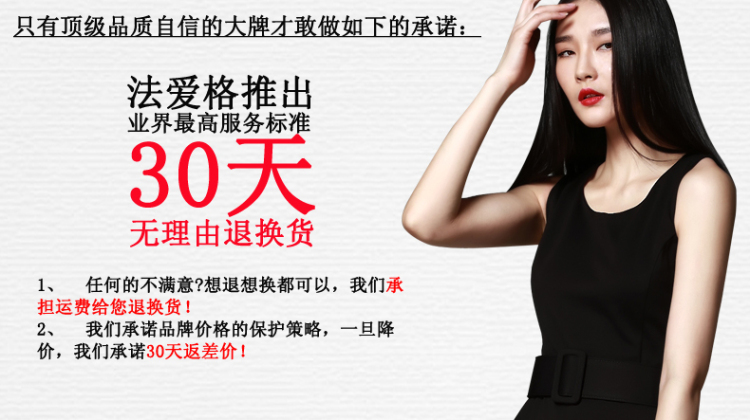 只有顶级品质自信的大牌才敢做如下的承诺：
法爱格推出
业界最高服务标准
30天
无理由退换货
1、 任何的不满意?想退想换都可以，我们承
担运费给您退换货！
2、 我们承诺品牌价格的保护策略，一旦降
价，我们承诺30天返差价！